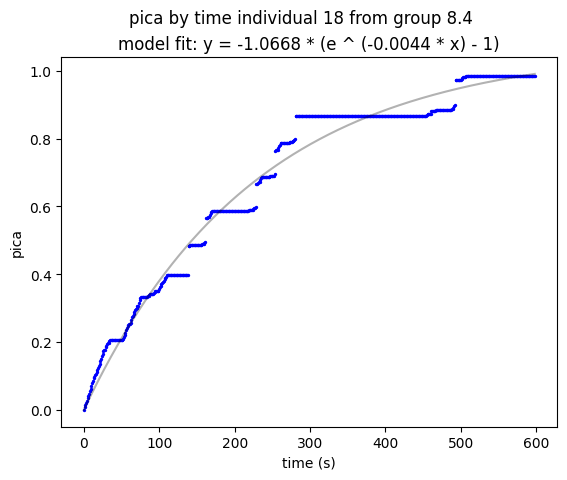 pica by time individual 18 from group 8.4
model fit: y = -1.0668 * (e ^ (-0.0044 * x) - 1)
1.0
0.8
0.6
0.4
0.2
0.0
pica
0 100 200 300 400 500 600
time (s)